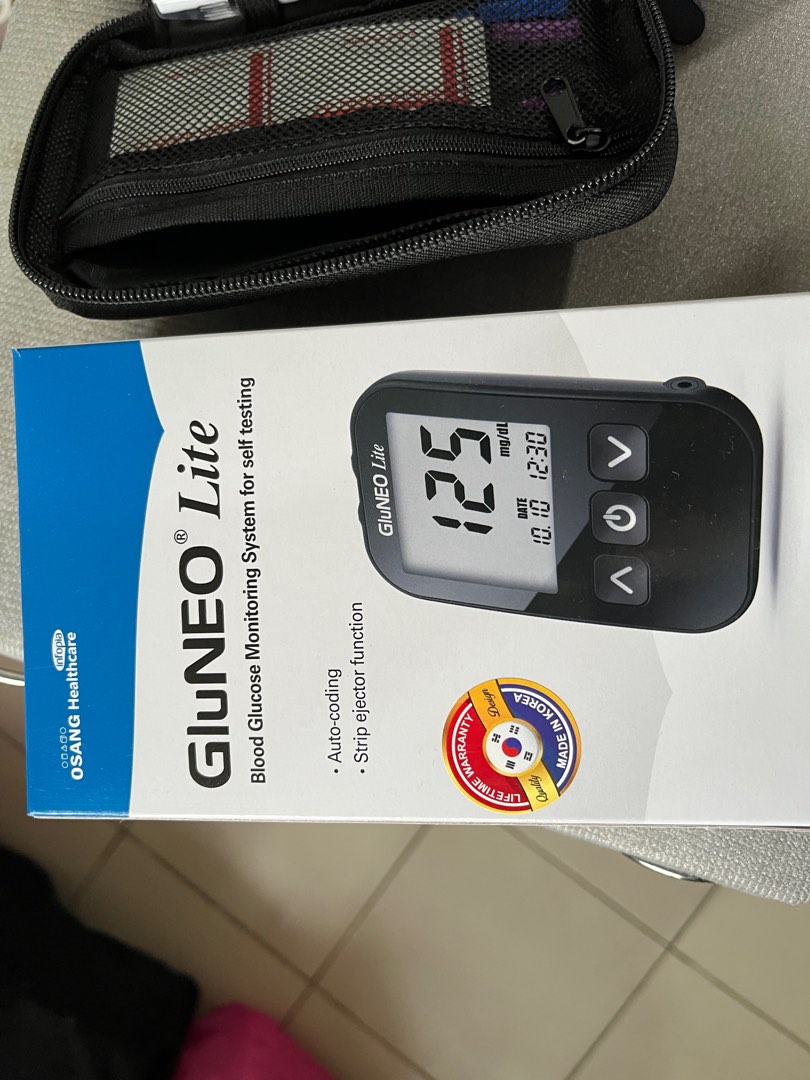 infopia
OSANG Healthcare
GluNEO® Lite
Blood Glucose Monitoring System for self testing
· Auto-coding
· Strip ejector function
GluNEO Lite
125
mg/dL
DATE
10.10 12:30
LIFETIME WARRANTY
Design
MADE IN KOREA
Quality